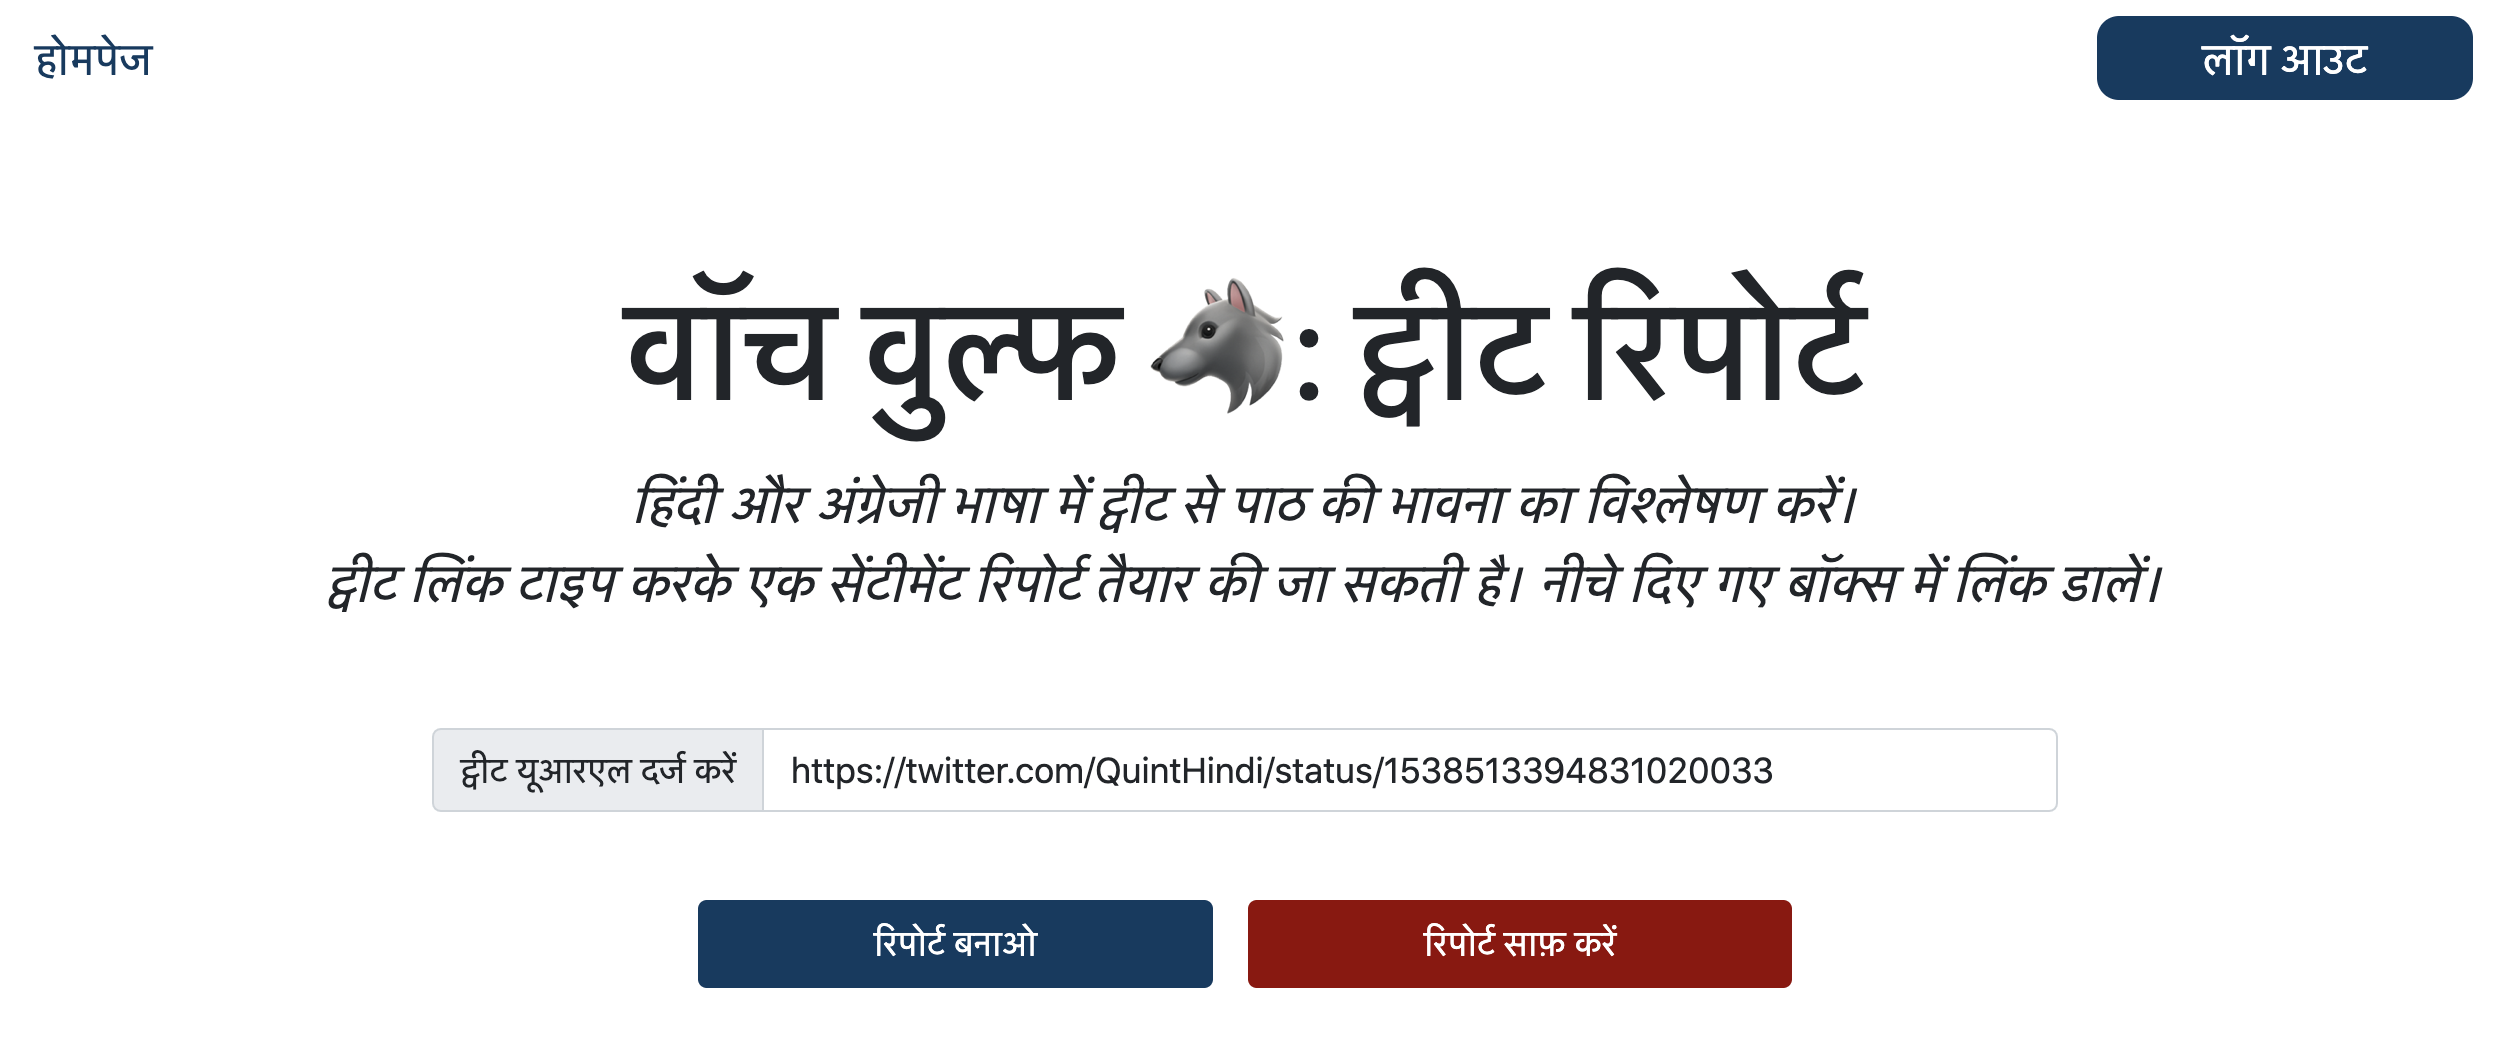 होमपेज
लॉग आउट
वॉच वुल्फ 🐺: ट्वीट रिपोर्ट
हिंदी और अंग्रेजी भाषा में ट्वीट से पाठ की भावना का विश्लेषण करें।
ट्वीट लिंक टाइप करके एक सेंटीमेंट रिपोर्ट तैयार की जा सकती है। नीचे दिए गए बॉक्स में लिंक डालें।
ट्वीट यूआरएल दर्ज करें https://twitter.com/QuintHindi/status/1538513394831020033
रिपोर्ट बनाओ
रिपोर्ट साफ़ करें